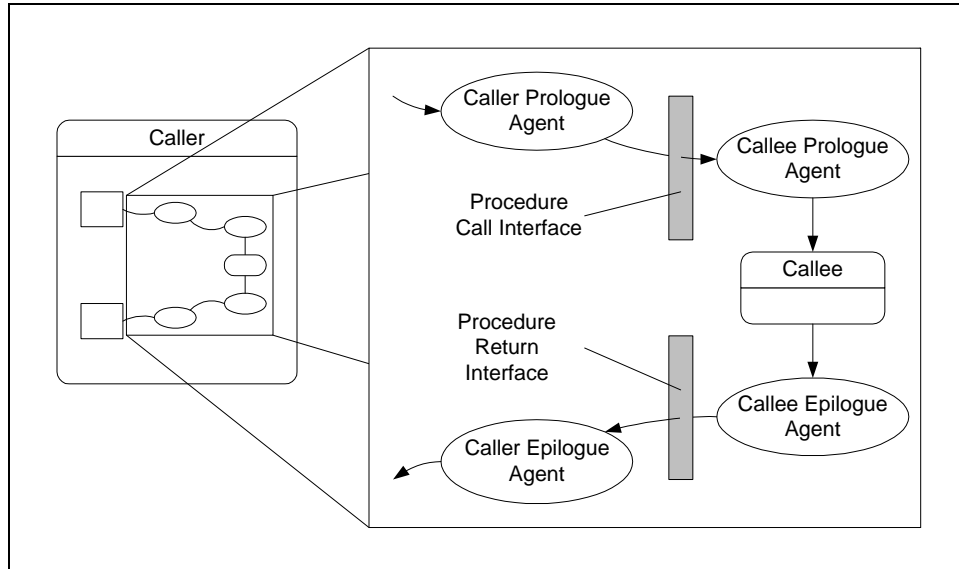 Caller
Caller Prologue
Agent
Callee Prologue
Agent
Procedure
Call Interface
Callee
Procedure
Return
Interface
Callee Epilogue
Agent
Caller Epilogue
Agent